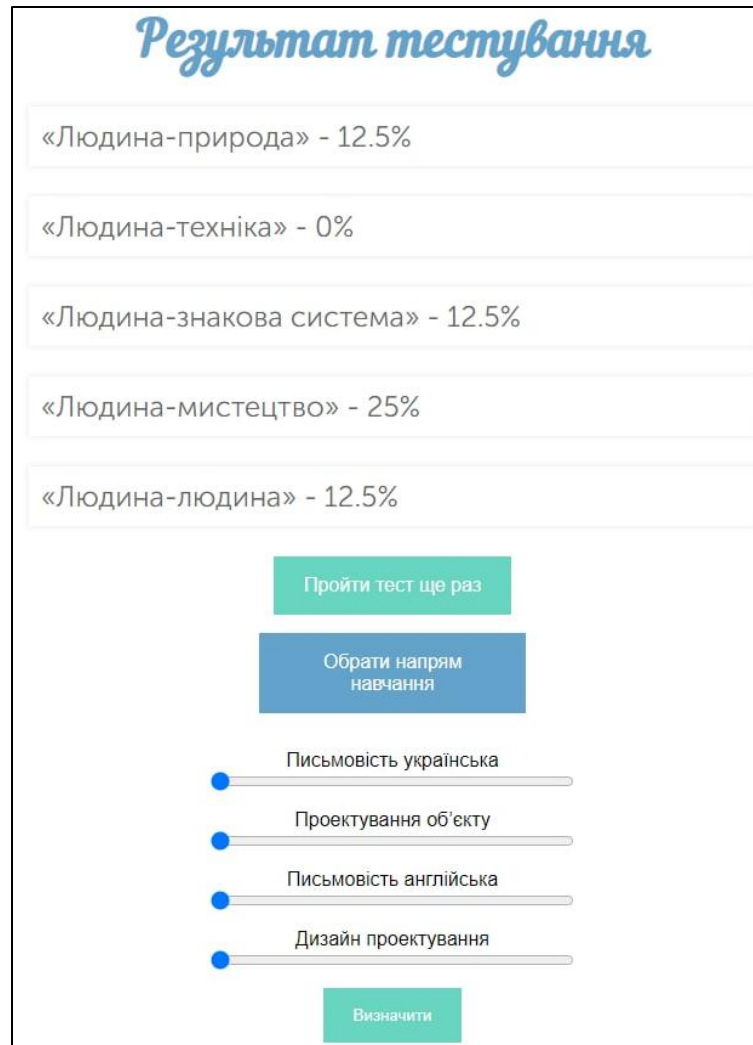 Результат тестування
«Людина-природа» - 12.5%
«Людина-техніка» - 0%
«Людина-знакова система» - 12.5%
«Людина-мистецтво» - 25%
«Людина-людина» - 12.5%
Пройти тест ще раз
Обрати напрям
навчання
Письмовість українська
Проектування об’єкту
Письмовість англійська
Дизайн проектування
Визначити